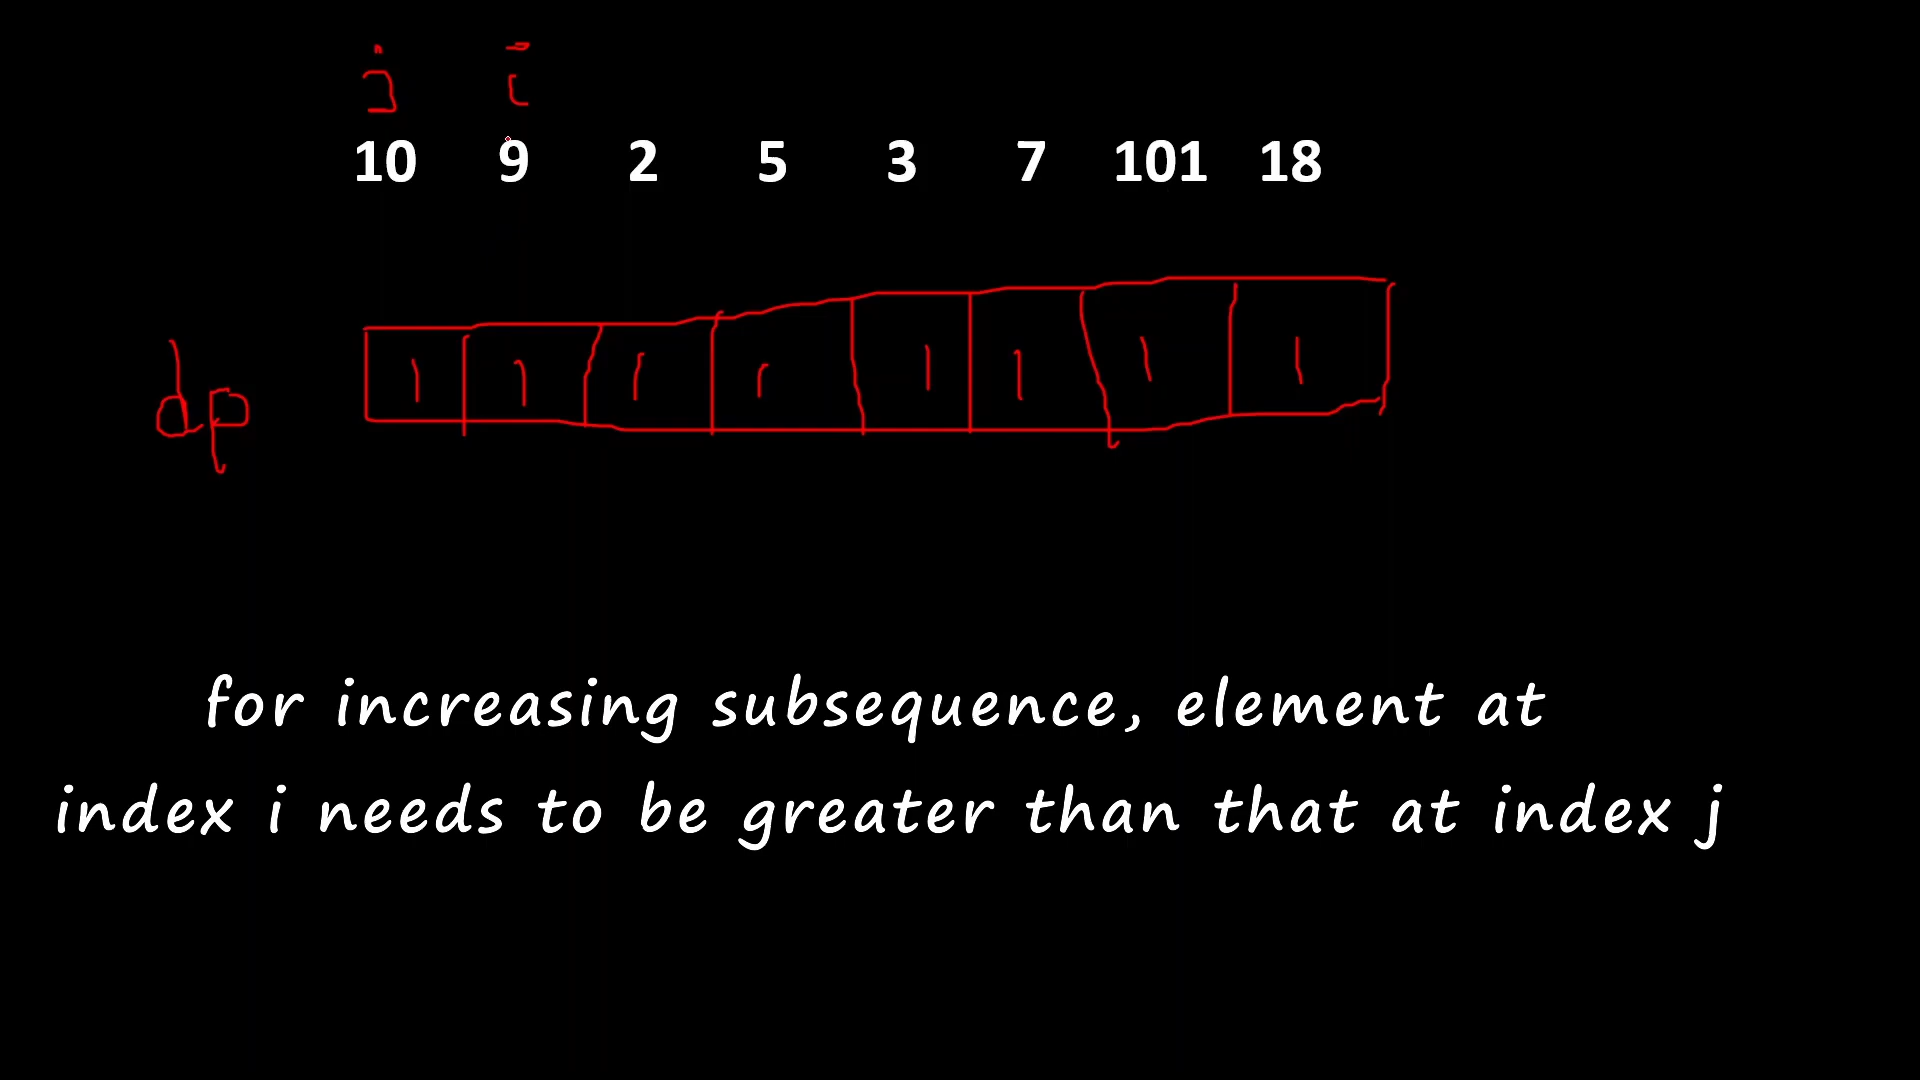 j i
10 9 2 5 3 7 101 18
dp 1 1 1 1 1 1 1 1
for increasing subsequence, element at
index i needs to be greater than that at index j